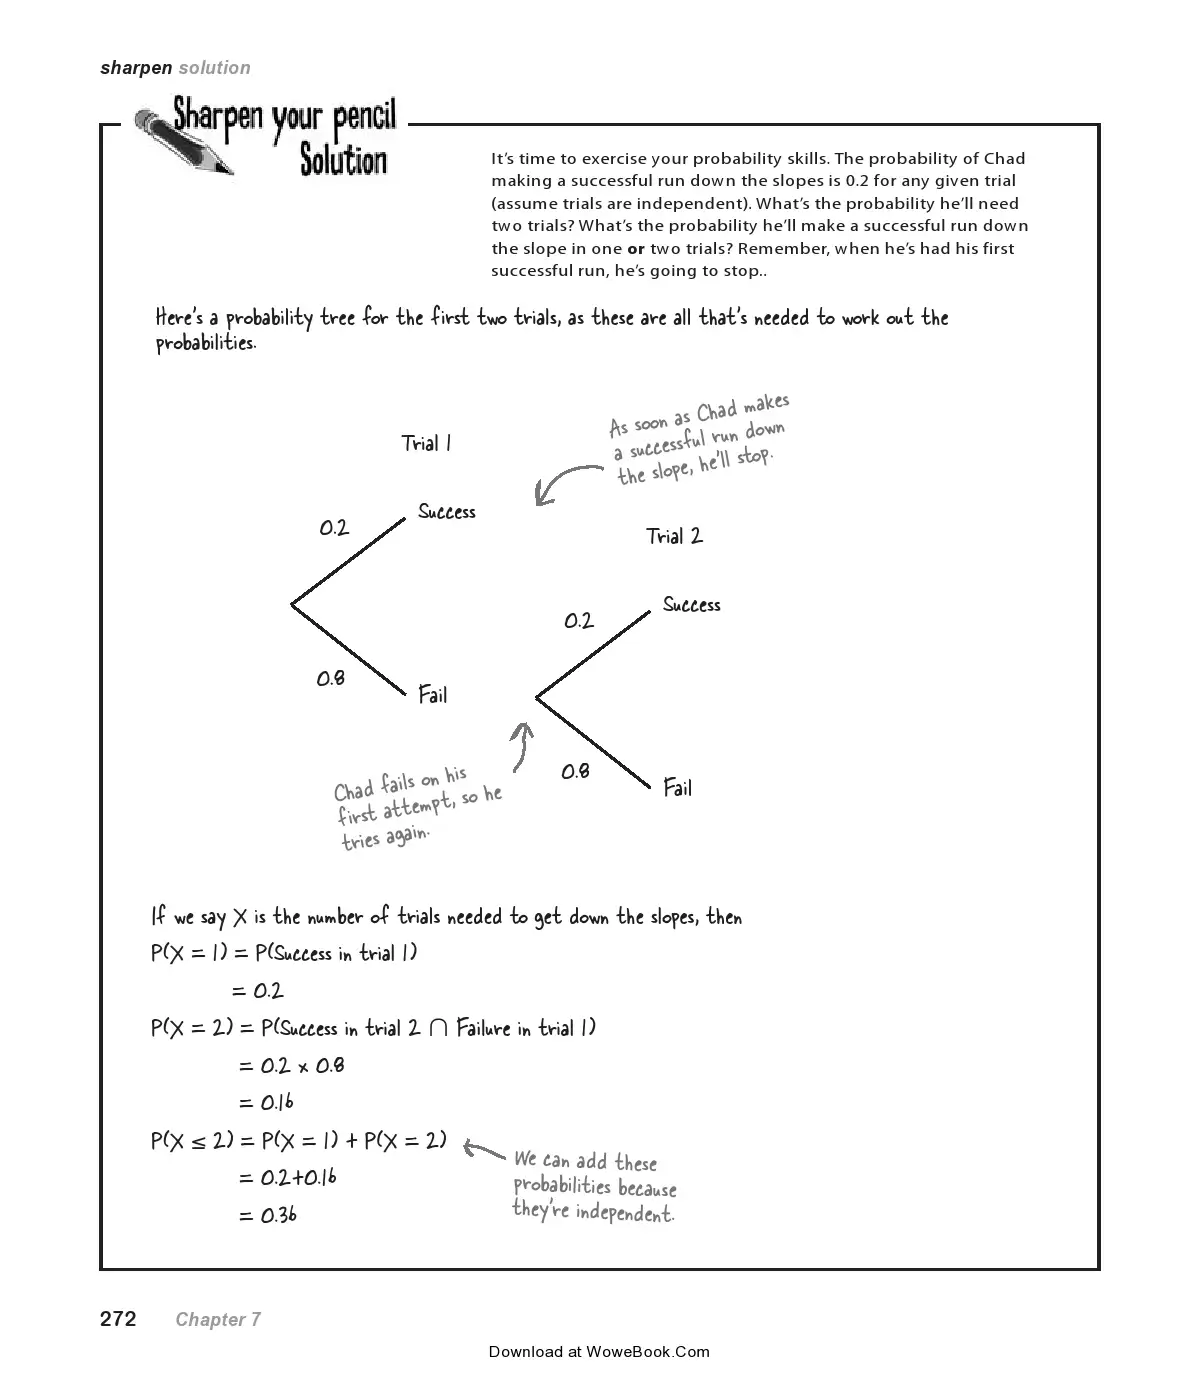 sharpen solution
Sharpen your pencil
Solution
It's time to exercise your probability skills. The probability of Chad
making a successful run down the slopes is 0.2 for any given trial
(assume trials are independent). What's the probability he'll need
two trials? What's the probability he'll make a successful run down
the slope in one or two trials? Remember, when he's had his first
successful run, he's going to stop..
Here's a probability tree for the first two trials, as these are all that's needed to work out the
probabilities.
As soon as Chad makes
a successful run down
the slope, he'll stop.
Trial 1
Success
0.2
Trial 2
Success
0.2
0.8
Fail
0.8
Fail
Chad fails on his
first attempt, so he
tries again.
If we say X is the number of trials needed to get down the slopes, then
P(X = 1) = P(Success in trial 1)
= 0.2
P(X = 2) = P(Success in trial 2 ∩ Failure in trial 1)
= 0.2 x 0.8
= 0.16
P(X ≤ 2) = P(X = 1) + P(X = 2)
= 0.2+0.16
= 0.36
We can add these
probabilities because
they're independent.
272 Chapter 7
Download at WoweBook.Com